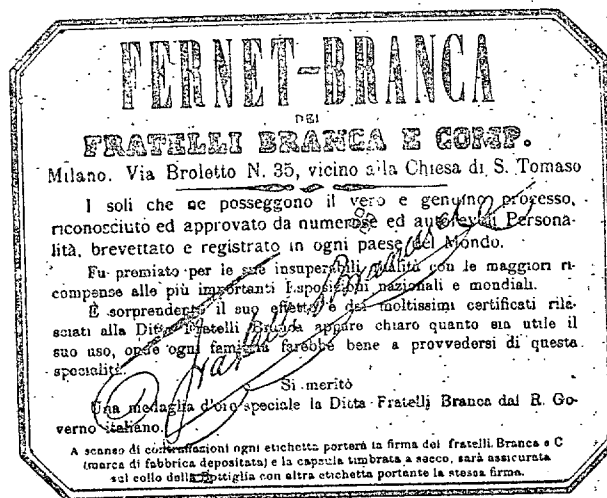 FERNET-BRANCA
DEI
FRATELLI BRANCA E COMP.
Milano. Via Broletto N. 35, vicino alla Chiesa di S. Tomaso
I soli che ne posseggono il vero e genuino processo,
riconosciuto ed approvato da numerose ed autorevoli Persona-
lità, brevettato e registrato in ogni paese del Mondo.
Fu premiato per le sue insuperabili qualità con le maggiori ri-
compense alle più importanti Esposizioni nazionali e mondiali.
È sorprendente il suo effetto e dai moltissimi certificati rila-
sciati alla Ditta Fratelli Branca appare chiaro quanto sia utile il
suo uso, onde ogni famiglia farebbe bene a provvedersi di questa
specialità.
Si meritò
Una medaglia d'oro speciale la Ditta Fratelli Branca dal R. Go-
verno italiano.
A scanso di contraffazioni ogni etichetta porterà la firma dei fratelli Branca e C
(marca di fabbrica depositata) e la capsula timbrata a secco, sarà assicurata
sul collo della Bottiglia con altra etichetta portante la stessa firma.
Fratelli Branca e C